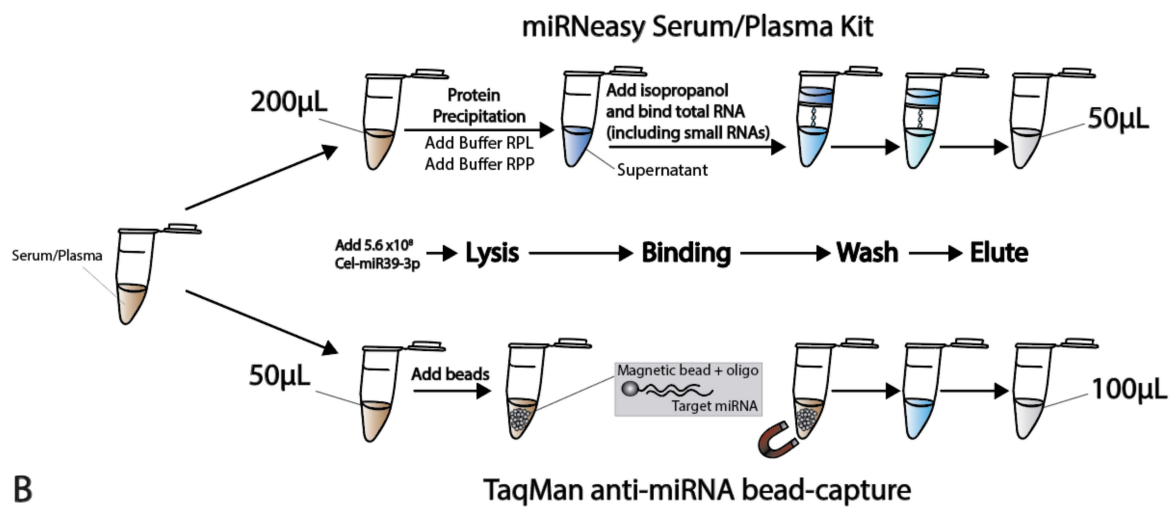 miRNeasy Serum/Plasma Kit
200µL
Protein
Precipitation
Add Buffer RPL
Add Buffer RPP
Add isopropanol
and bind total RNA
(including small RNAs)
Supernatant
50µL
Serum/Plasma
Add 5.6 x10⁸
Cel-miR39-3p
Lysis
Binding
Wash
Elute
50µL
Add beads
Magnetic bead + oligo
Target miRNA
100µL
B
TaqMan anti-miRNA bead-capture